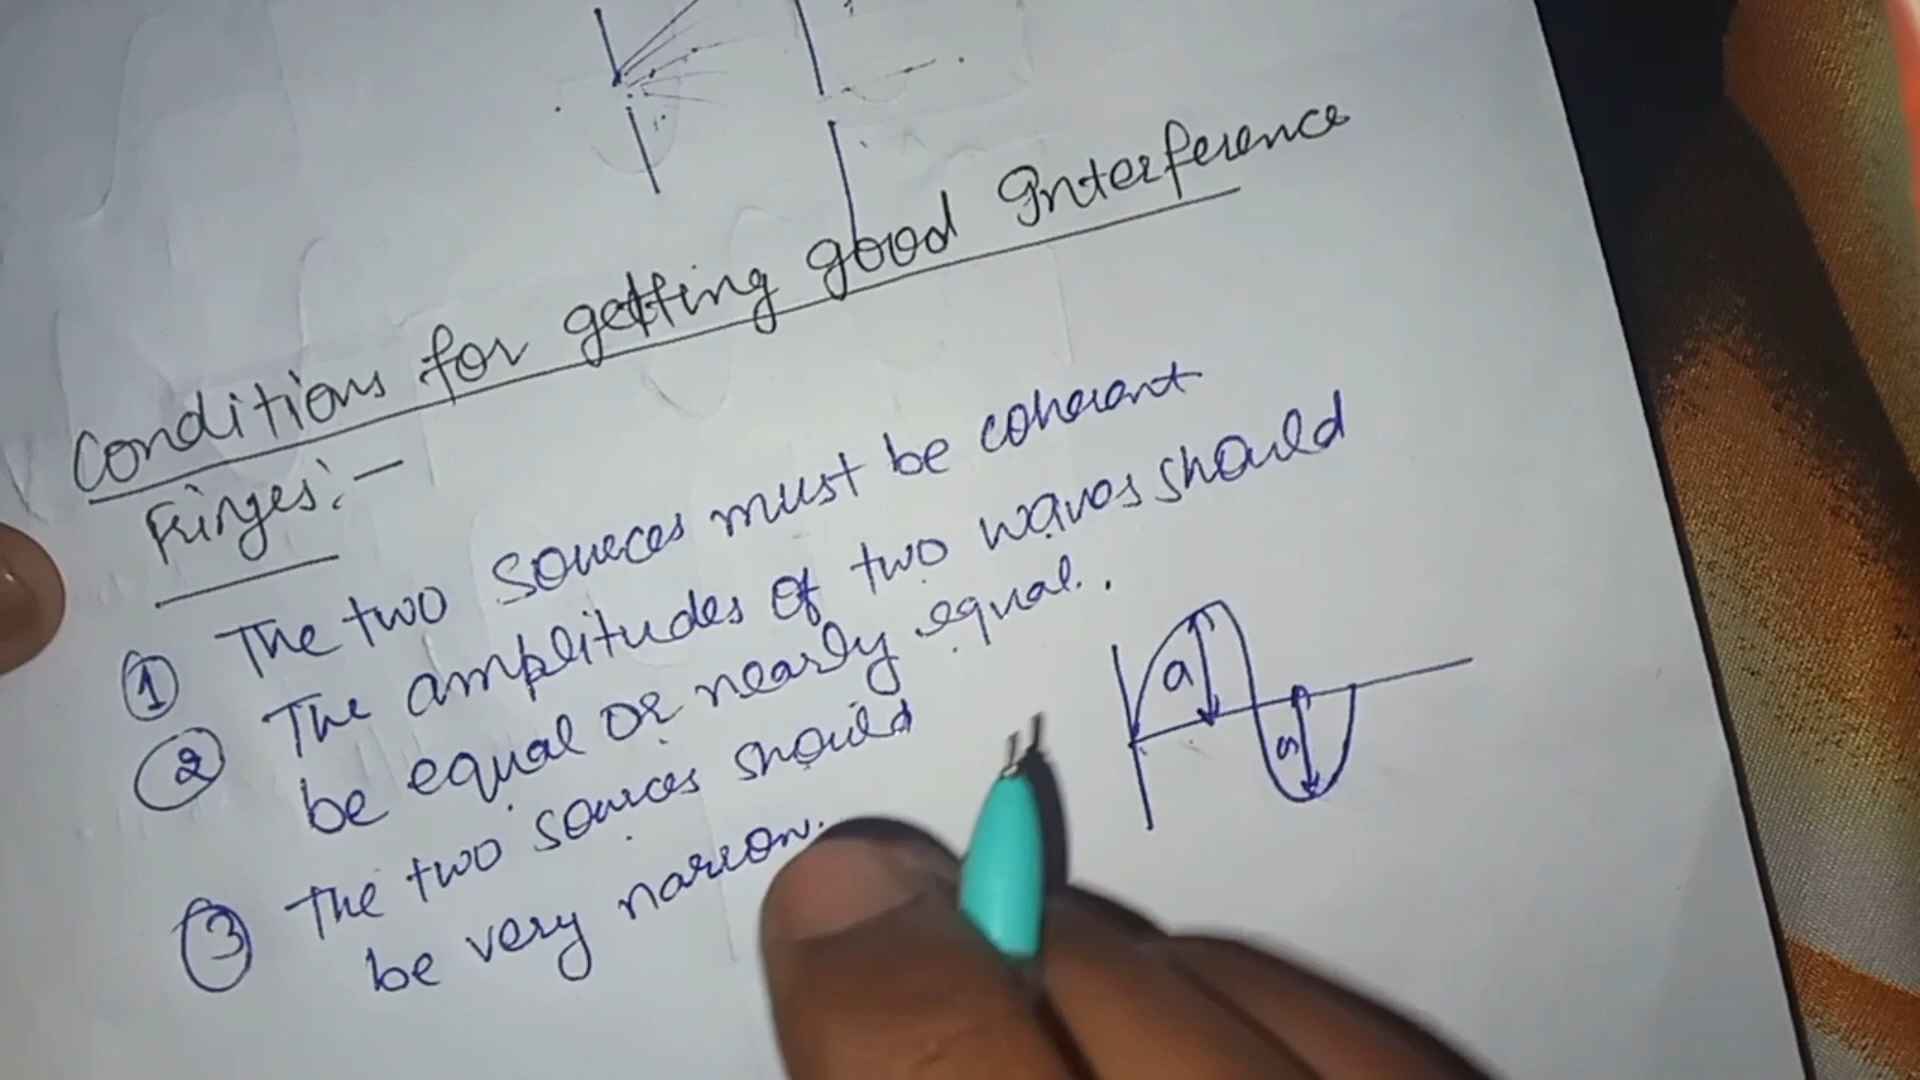 Conditions for getting good Interference
Fringes:-
① The two sources must be coherent
② The amplitudes of two waves should
be equal or nearly equal.
③ The two sources should
be very narrow.
a
a